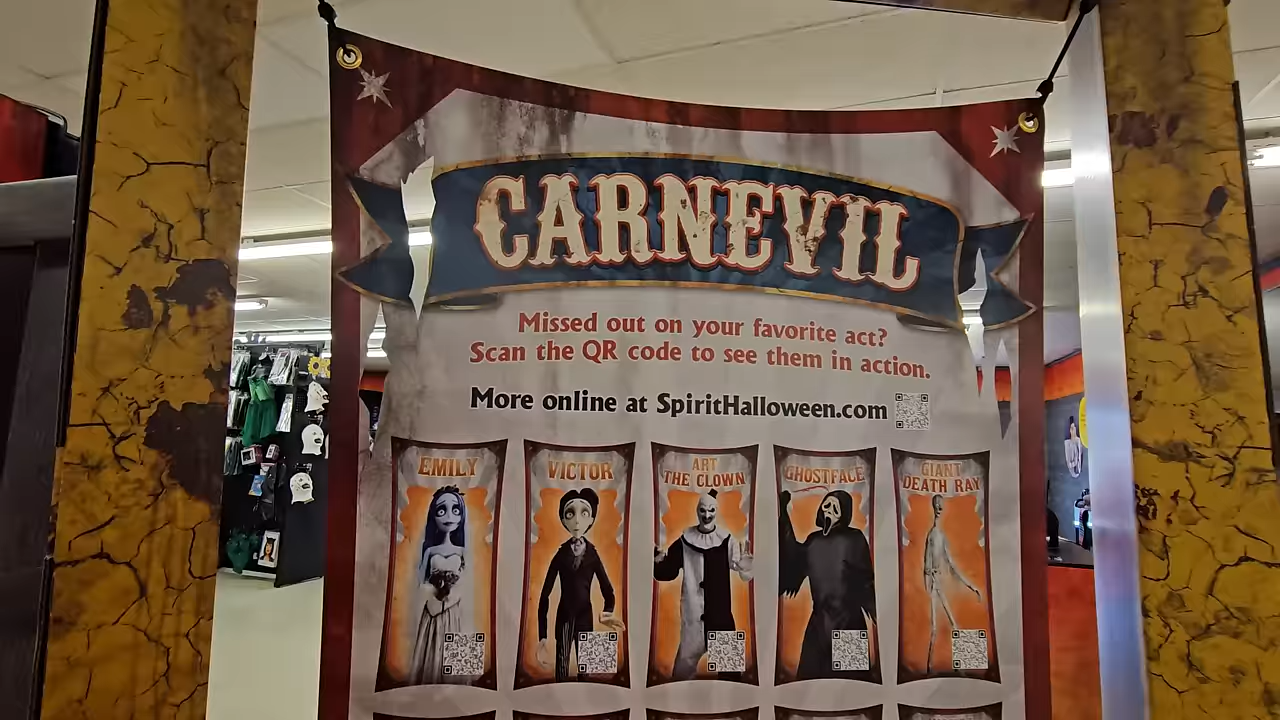 CARNEVIL
Missed out on your favorite act?
Scan the QR code to see them in action.
More online at SpiritHalloween.com
EMILY
VICTOR
ART
THE CLOWN
GHOSTFACE
GIANT
DEATH RAY